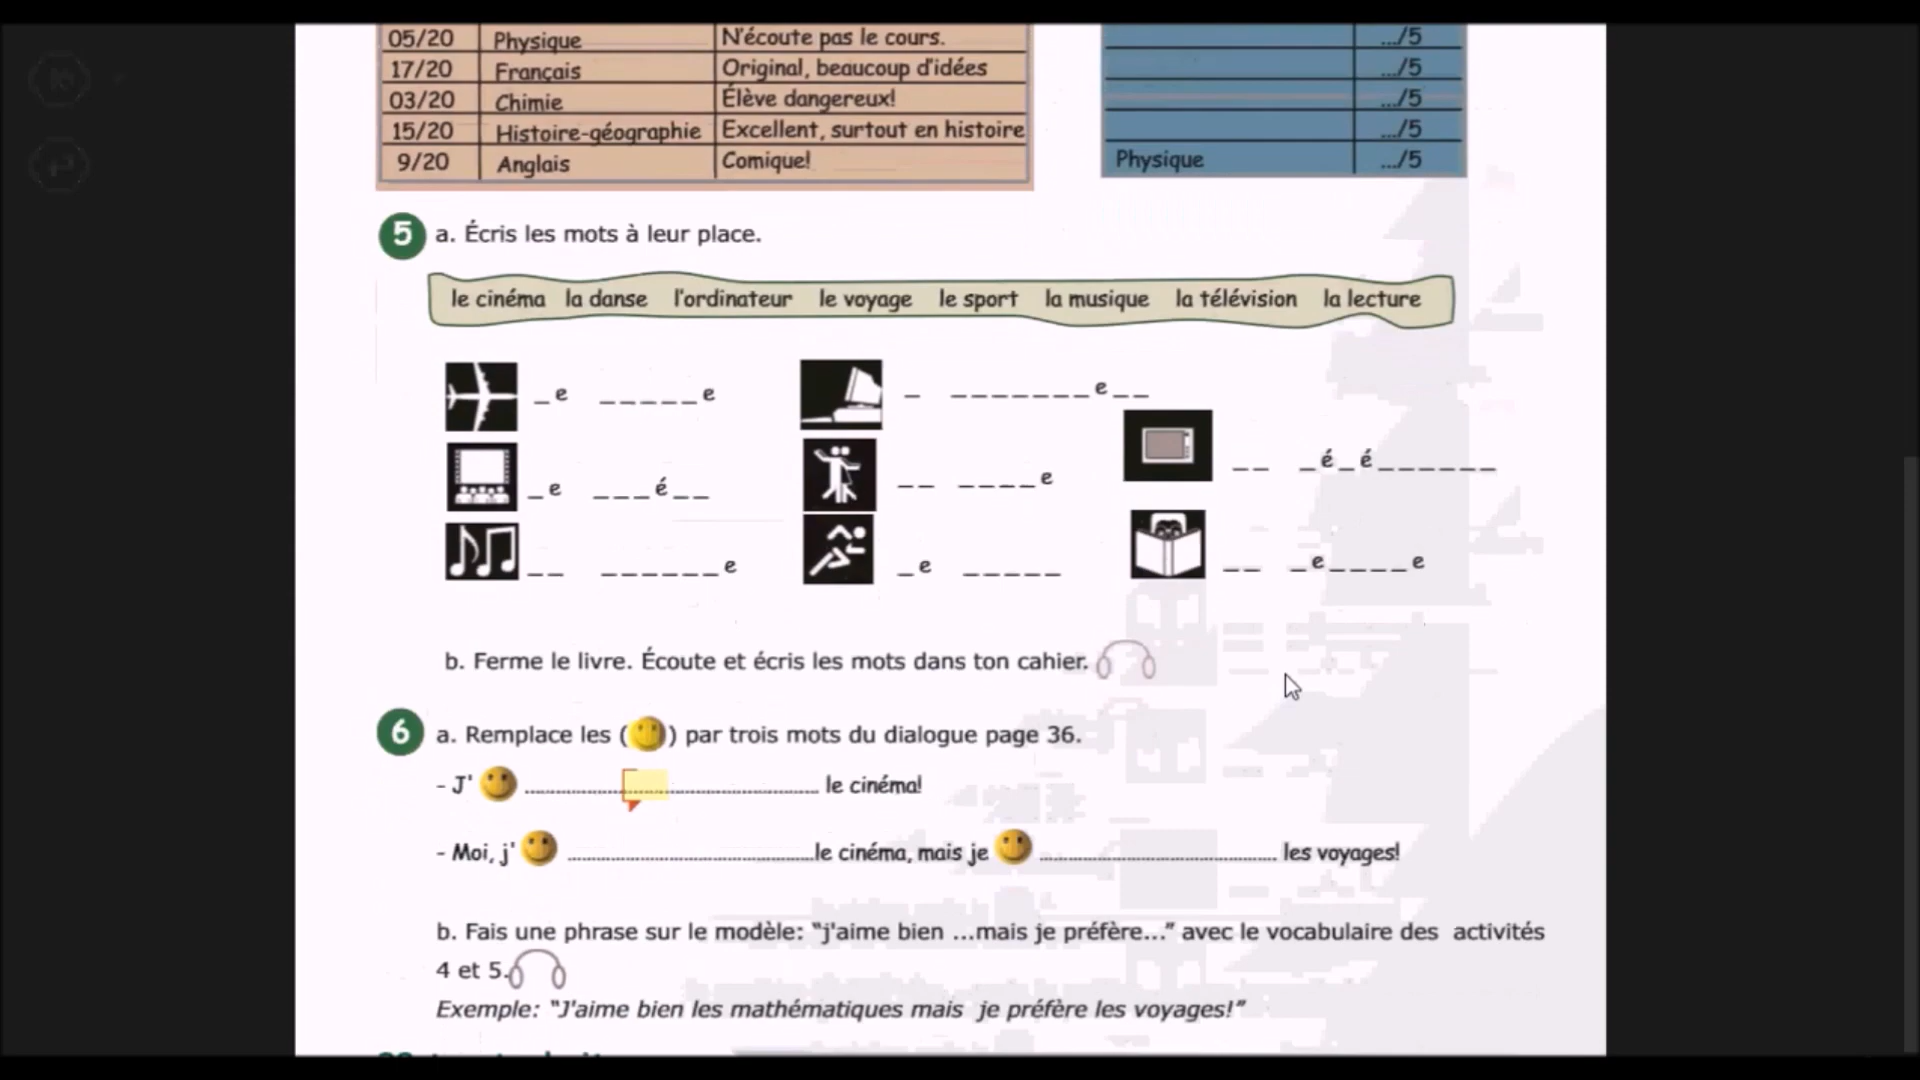 05/20 Physique N'écoute pas le cours.
17/20 Français Original, beaucoup d'idées
03/20 Chimie Élève dangereux!
15/20 Histoire-géographie Excellent, surtout en histoire
9/20 Anglais Comique!
.../5
.../5
.../5
.../5
Physique .../5
5 a. Écris les mots à leur place.
le cinéma la danse l'ordinateur le voyage le sport la musique la télévision la lecture
_e _____e
_ _______e__
__ _é_é______
_e ___é__
__ ____e
__ ______e
_e _____
__ _e____e
b. Ferme le livre. Écoute et écris les mots dans ton cahier.
6 a. Remplace les ( ) par trois mots du dialogue page 36.
- J' ........................ le cinéma!
- Moi, j' ........................ le cinéma, mais je ........................ les voyages!
b. Fais une phrase sur le modèle: "j'aime bien ...mais je préfère..." avec le vocabulaire des activités
4 et 5.
Exemple: "J'aime bien les mathématiques mais je préfère les voyages!"